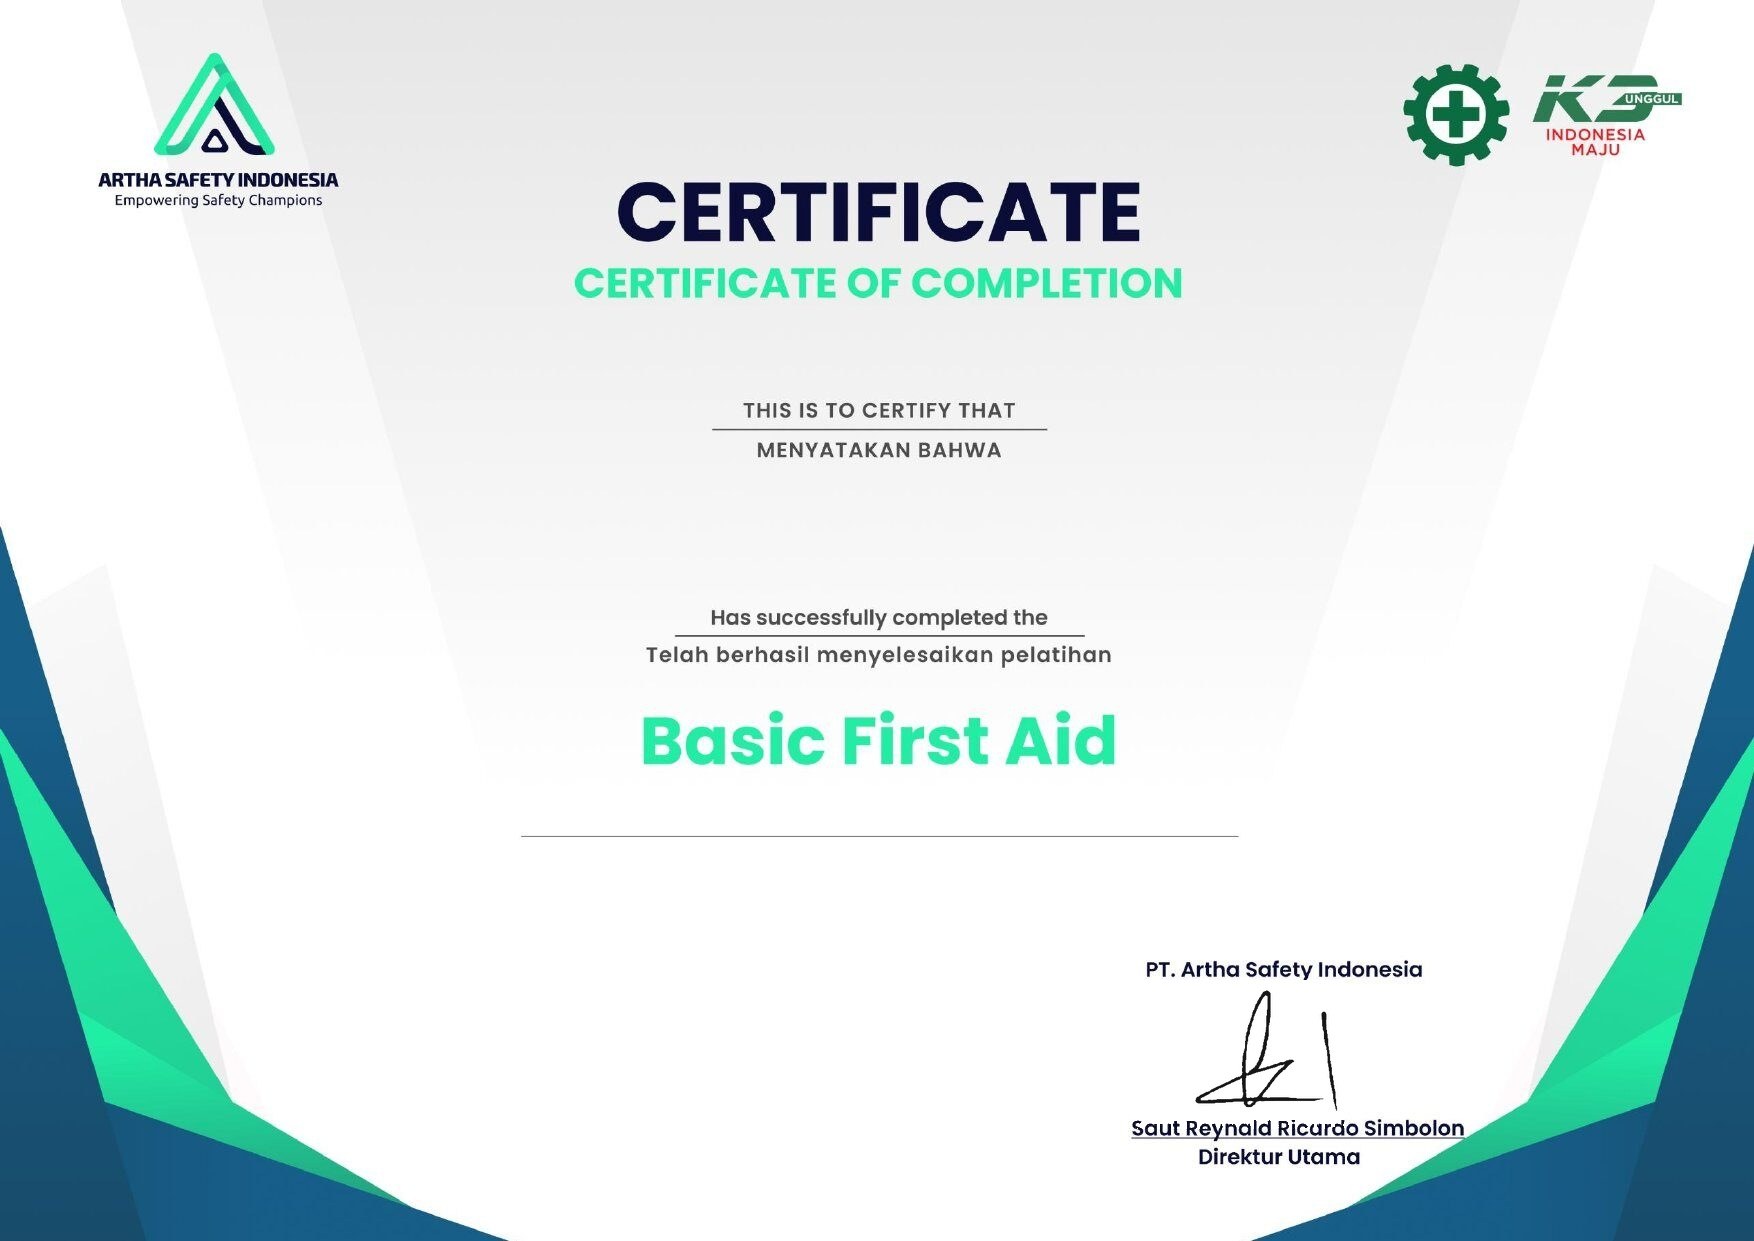 ARTHA SAFETY INDONESIA
Empowering Safety Champions
K3
UNGGUL
INDONESIA
MAJU
CERTIFICATE
CERTIFICATE OF COMPLETION
THIS IS TO CERTIFY THAT
MENYATAKAN BAHWA
Has successfully completed the
Telah berhasil menyelesaikan pelatihan
Basic First Aid
PT. Artha Safety Indonesia
Saut Reynald Ricardo Simbolon
Direktur Utama